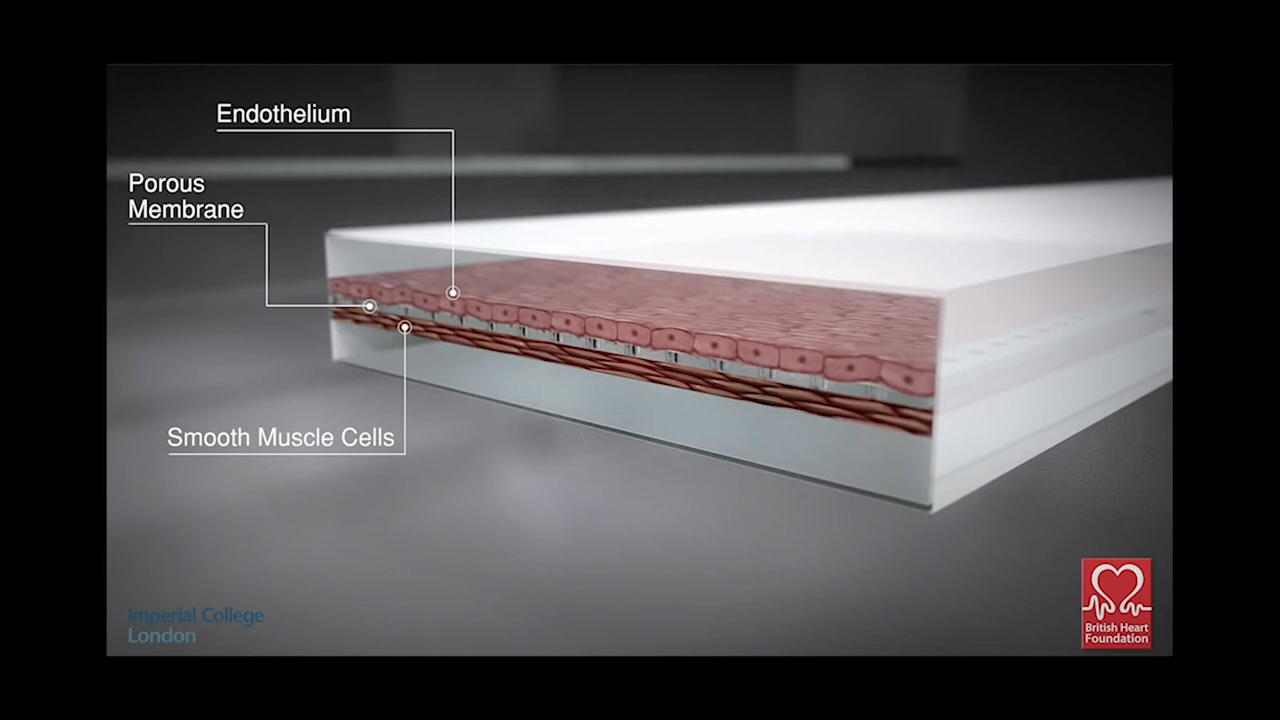 Endothelium
Porous
Membrane
Smooth Muscle Cells
Imperial College
London
British Heart
Foundation